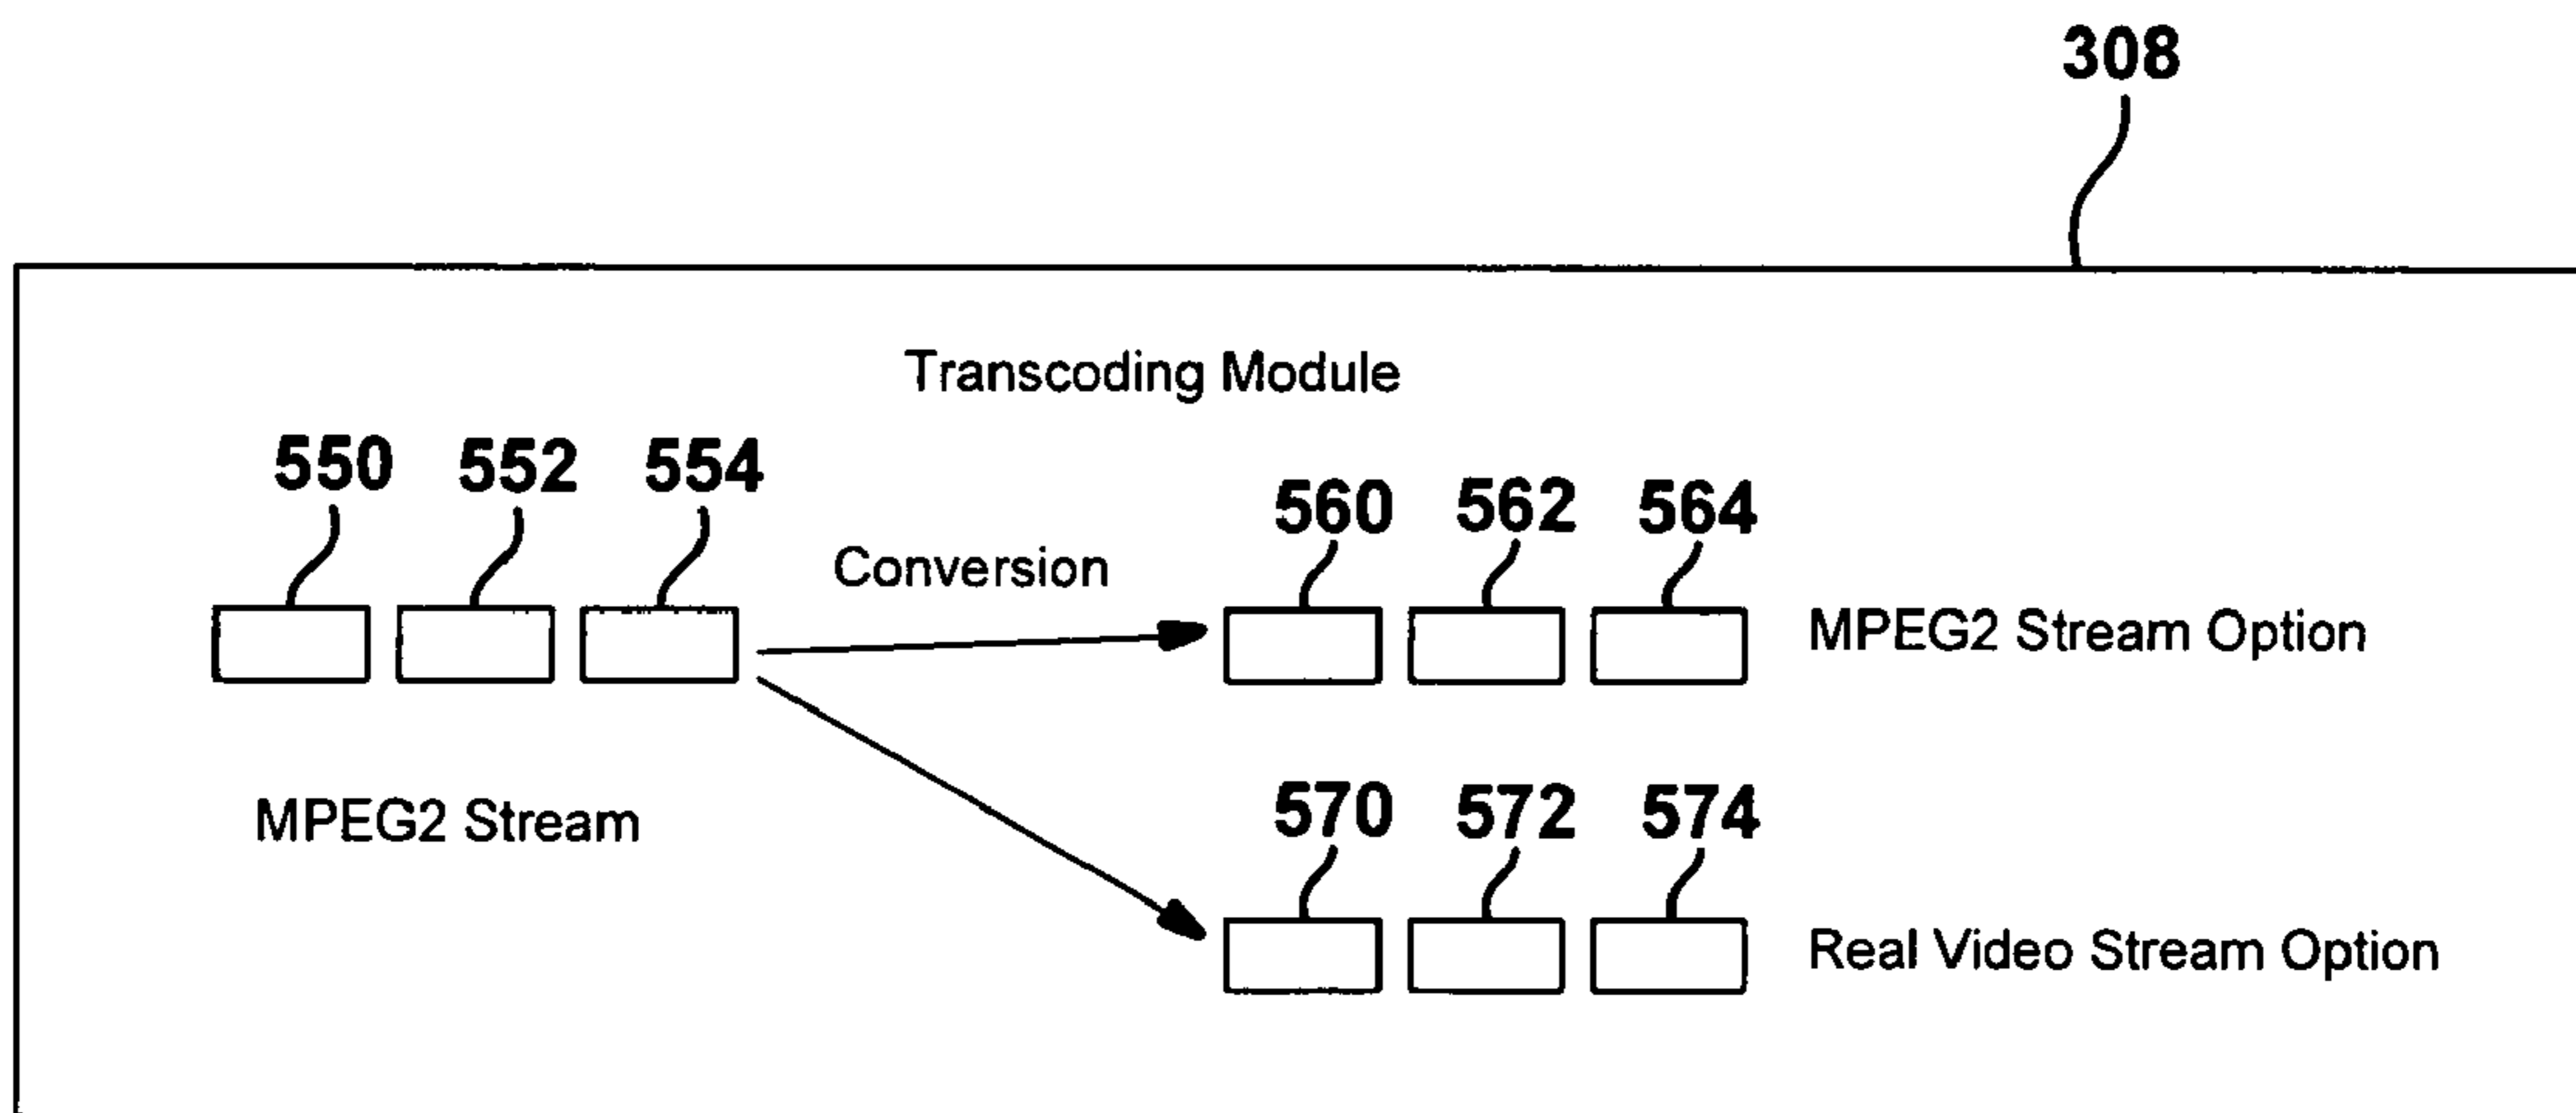 308
Transcoding Module
550 552 554
560 562 564
Conversion
MPEG2 Stream Option
MPEG2 Stream
570 572 574
Real Video Stream Option